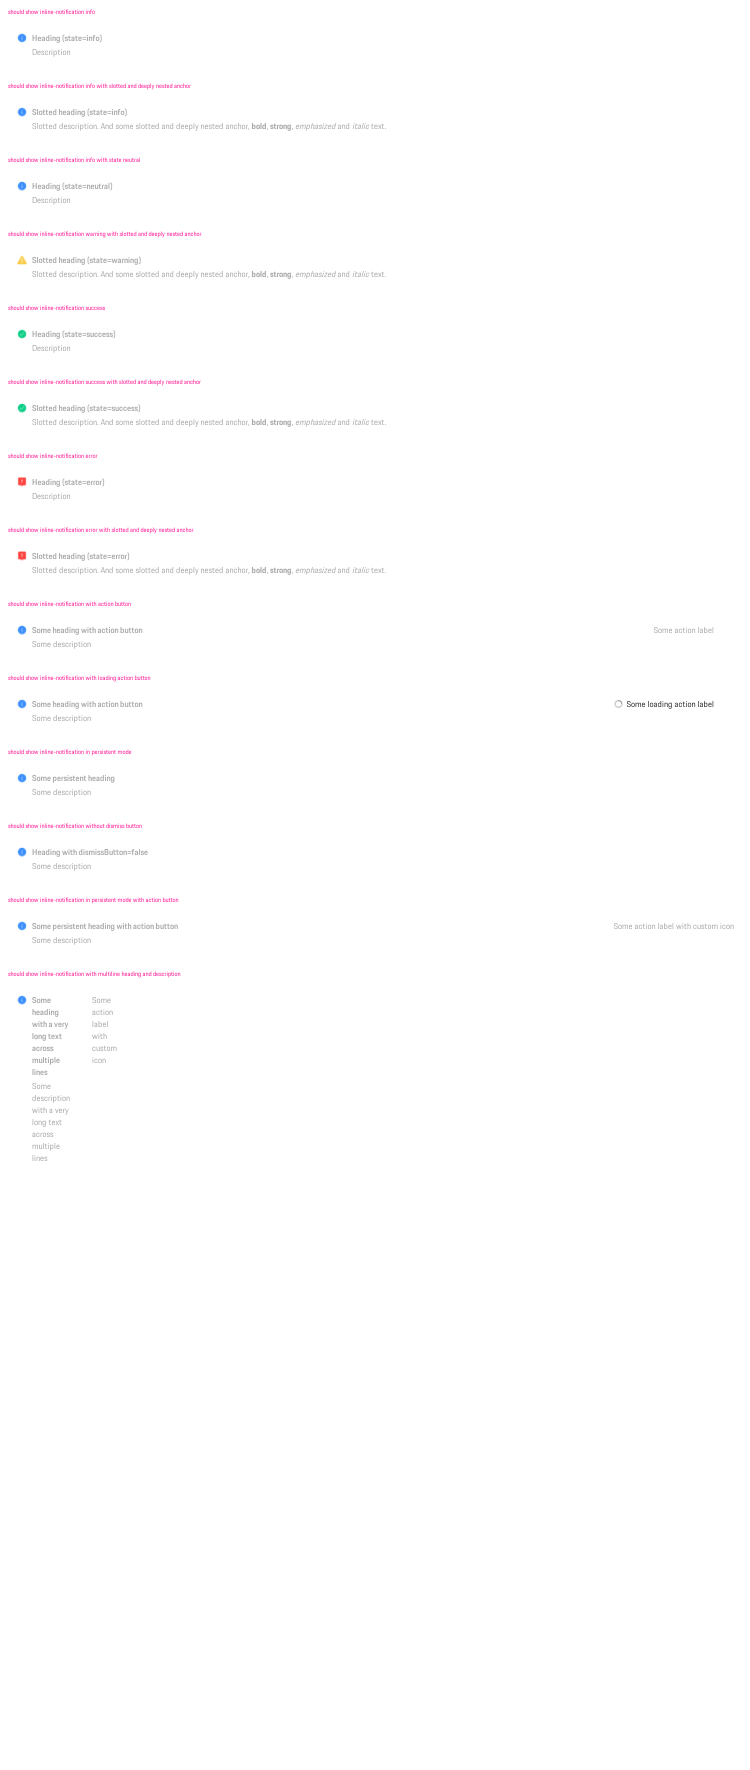 should show inline-notification info
Heading (state=info)
Description
should show inline-notification info with slotted and deeply nested anchor
Slotted heading (state=info)
Slotted description. And some slotted and deeply nested anchor, bold, strong, emphasized and italic text.
should show inline-notification info with state neutral
Heading (state=neutral)
Description
should show inline-notification warning with slotted and deeply nested anchor
Slotted heading (state=warning)
Slotted description. And some slotted and deeply nested anchor, bold, strong, emphasized and italic text.
should show inline-notification success
Heading (state=success)
Description
should show inline-notification success with slotted and deeply nested anchor
Slotted heading (state=success)
Slotted description. And some slotted and deeply nested anchor, bold, strong, emphasized and italic text.
should show inline-notification error
Heading (state=error)
Description
should show inline-notification error with slotted and deeply nested anchor
Slotted heading (state=error)
Slotted description. And some slotted and deeply nested anchor, bold, strong, emphasized and italic text.
should show inline-notification with action button
Some heading with action button
Some action label
Some description
should show inline-notification with loading action button
Some heading with action button
Some loading action label
Some description
should show inline-notification in persistent mode
Some persistent heading
Some description
should show inline-notification without dismiss button
Heading with dismissButton=false
Some description
should show inline-notification in persistent mode with action button
Some persistent heading with action button
Some action label with custom icon
Some description
should show inline-notification with multiline heading and description
Some
heading
with a very
long text
across
multiple
lines
Some
description
with a very
long text
across
multiple
lines
Some
action
label
with
custom
icon